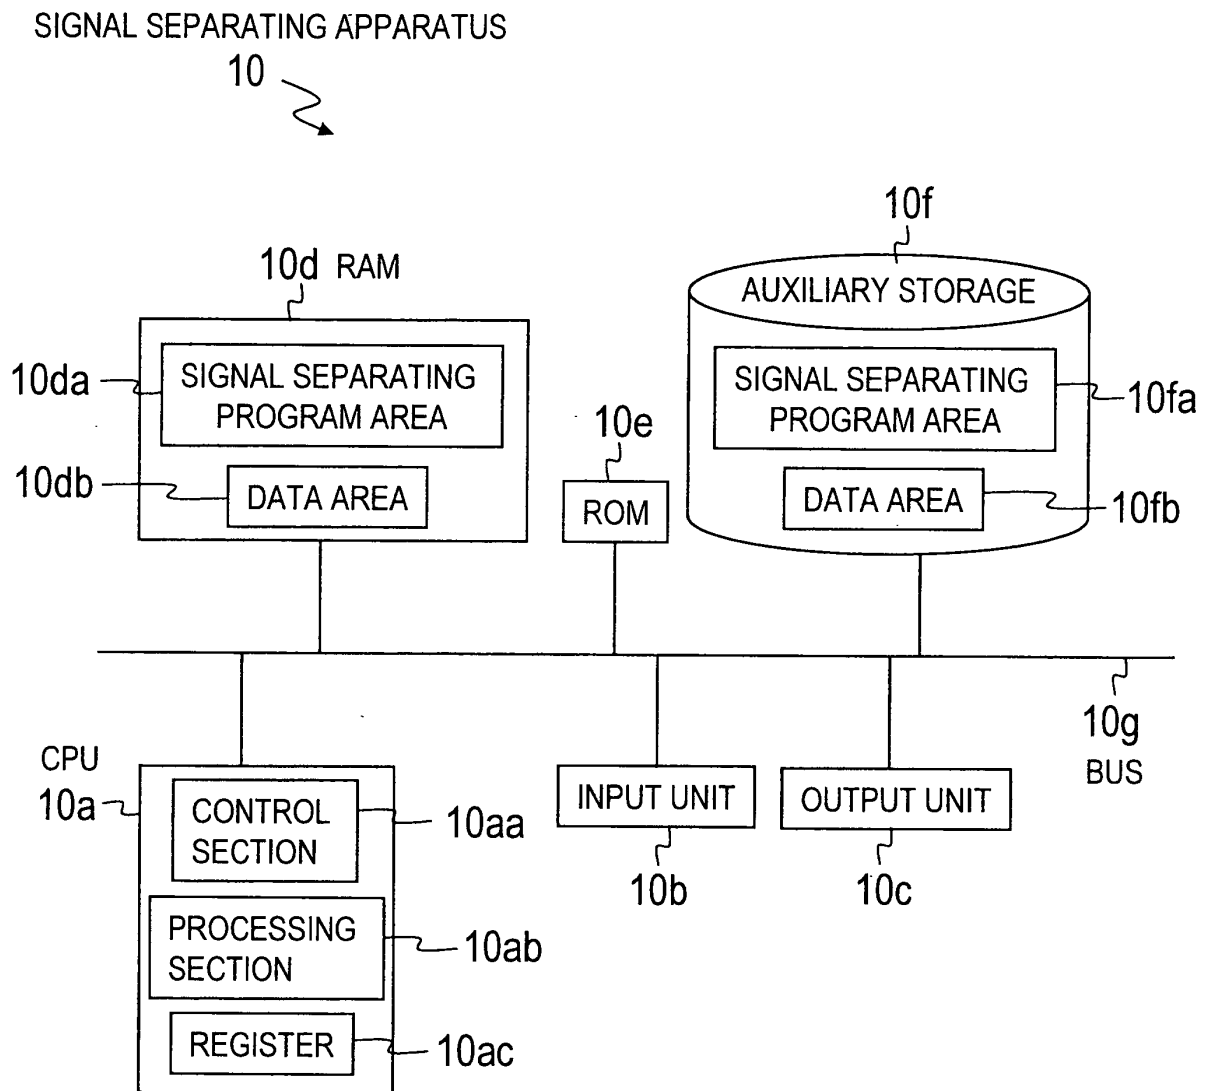 SIGNAL SEPARATING APPARATUS
10
10f
10d RAM
AUXILIARY STORAGE
10da
SIGNAL SEPARATING
PROGRAM AREA
SIGNAL SEPARATING
PROGRAM AREA
10fa
10e
10db
DATA AREA
ROM
DATA AREA
10fb
10g
BUS
CPU
10a
CONTROL
SECTION
10aa
INPUT UNIT
OUTPUT UNIT
10b
10c
PROCESSING
SECTION
10ab
REGISTER
10ac